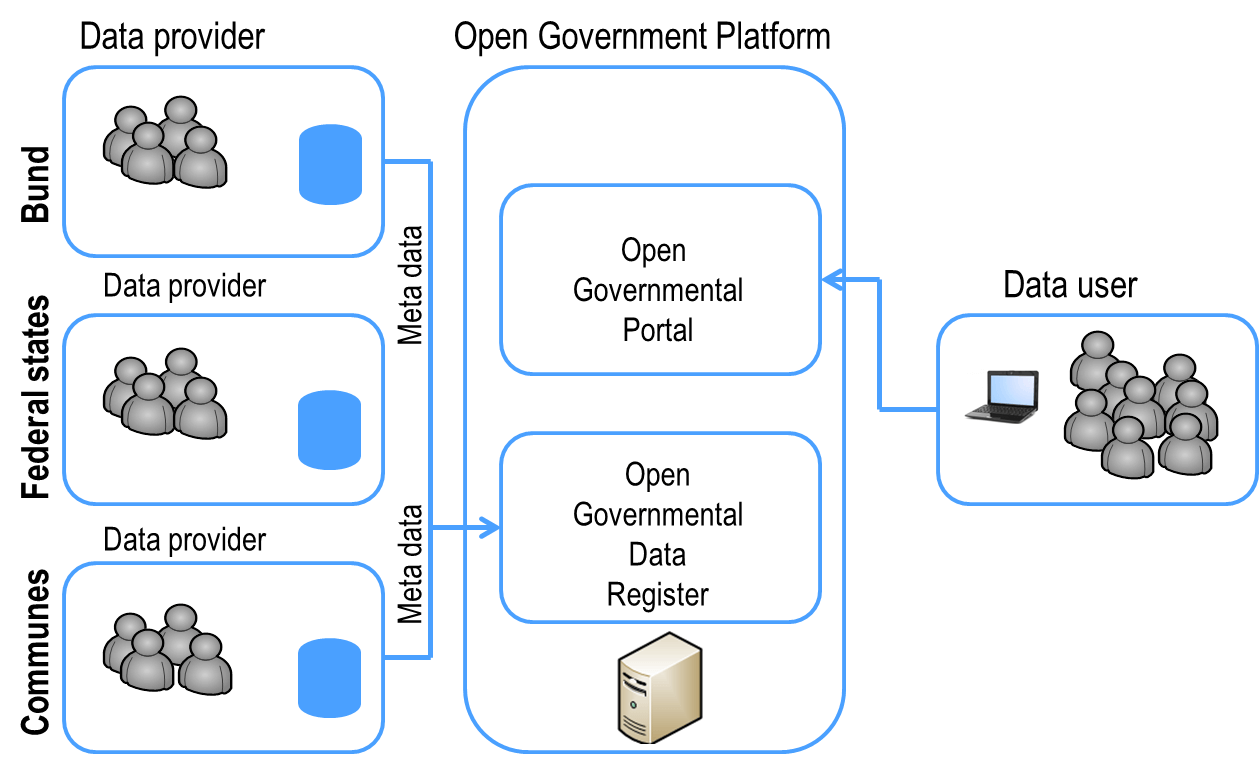 Data provider
Bund
Data provider
Federal states
Data provider
Communes
Meta data
Meta data
Open Government Platform
Open
Governmental
Portal
Open
Governmental
Data
Register
Data user